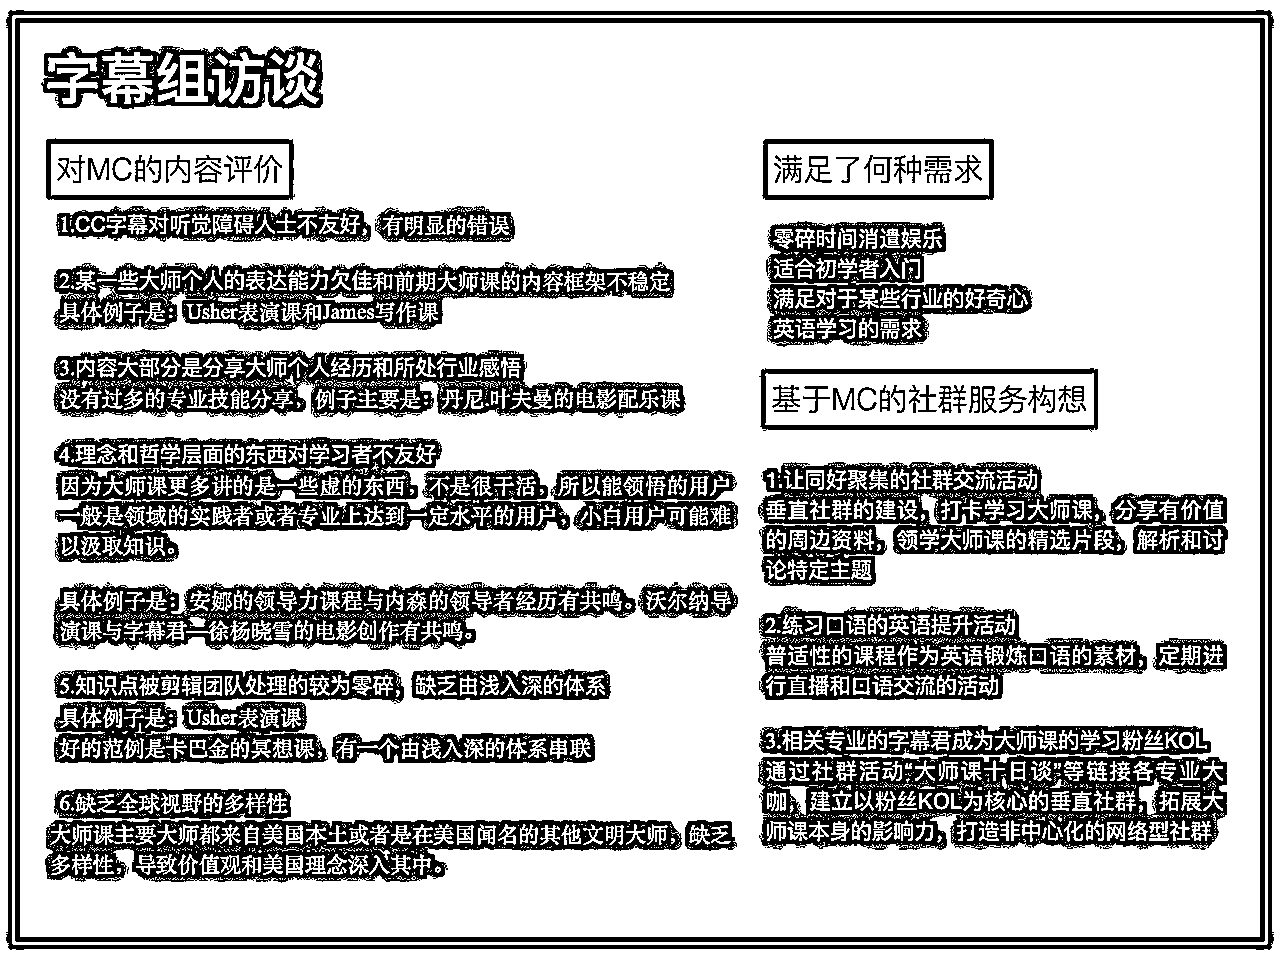 字幕组访谈
对MC的内容评价
1.CC字幕对听觉障碍人士不友好，有明显的错误
2.某一些大师个人的表达能力欠佳和前期大师课的内容框架不稳定
具体例子是：Usher表演课和James写作课
3.内容大部分是分享大师个人经历和所处行业感悟
没有过多的专业技能分享，例子主要是：丹尼.叶夫曼的电影配乐课
4.理念和哲学层面的东西对学习者不友好
因为大师课更多讲的是一些虚的东西，不是很干活，所以能领悟的用户
一般是领域的实践者或者专业上达到一定水平的用户，小白用户可能难
以汲取知识。
具体例子是：安娜的领导力课程与内森的领导者经历有共鸣。沃尔纳导
演课与字幕君—徐杨晓雪的电影创作有共鸣。
5.知识点被剪辑团队处理的较为零碎，缺乏由浅入深的体系
具体例子是：Usher表演课
好的范例是卡巴金的冥想课，有一个由浅入深的体系串联
6.缺乏全球视野的多样性
大师课主要大师都来自美国本土或者是在美国闻名的其他文明大师，缺乏
多样性，导致价值观和美国理念深入其中。
满足了何种需求
零碎时间消遣娱乐
适合初学者入门
满足对于某些行业的好奇心
英语学习的需求
基于MC的社群服务构想
1.让同好聚集的社群交流活动
垂直社群的建设，打卡学习大师课，分享有价值
的周边资料，领学大师课的精选片段，解析和讨
论特定主题
2.练习口语的英语提升活动
普适性的课程作为英语锻炼口语的素材，定期进
行直播和口语交流的活动
3.相关专业的字幕君成为大师课的学习粉丝KOL
通过社群活动“大师课十日谈”等链接各专业大
咖，建立以粉丝KOL为核心的垂直社群，拓展大
师课本身的影响力，打造非中心化的网络型社群